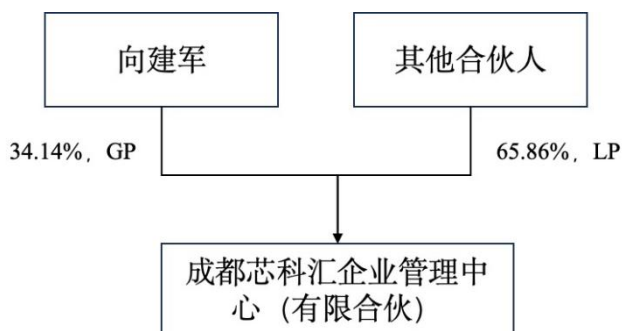 向建军
其他合伙人
34.14%，GP
65.86%，LP
成都芯科汇企业管理中
心（有限合伙）